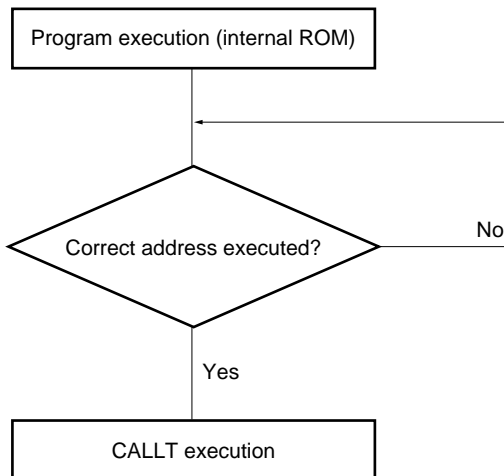 Program execution (internal ROM)
Correct address executed?
No
Yes
CALLT execution